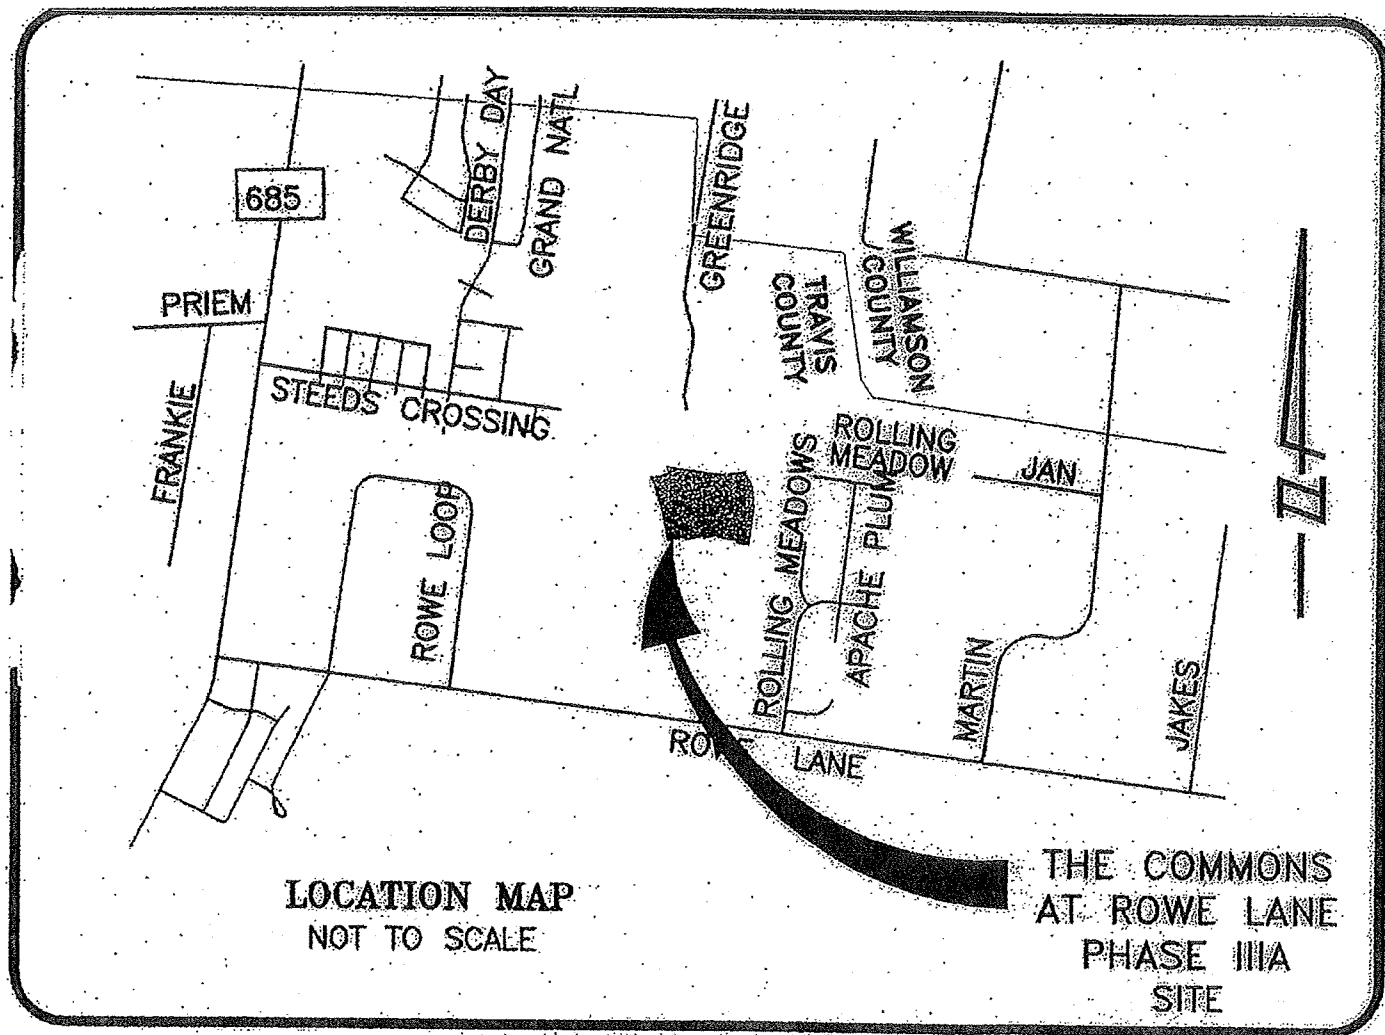 DERBY DAY
GRAND NATL
GREENRIDGE
685
WILLIAMSON
COUNTY
TRAVIS
COUNTY
PRIEM
STEEDS CROSSING
FRANKIE
ROLLING
MEADOW
JAN
ROLLING MEADOWS
APACHE PLUM
ROWE LOOP
MARTIN
JAKES
LANE
N
LOCATION MAP
NOT TO SCALE
THE COMMONS
AT ROWE LANE
PHASE IIIA
SITE